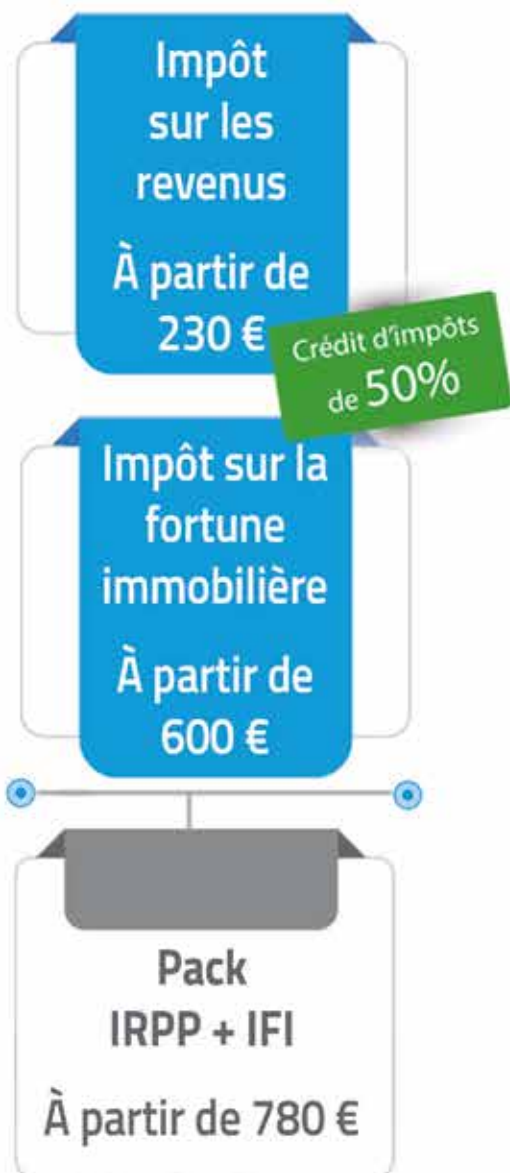 Impôt
sur les
revenus
À partir de
230 €
Crédit d'impôts
de 50%
Impôt sur la
fortune
immobilière
À partir de
600 €
Pack
IRPP + IFI
À partir de 780 €